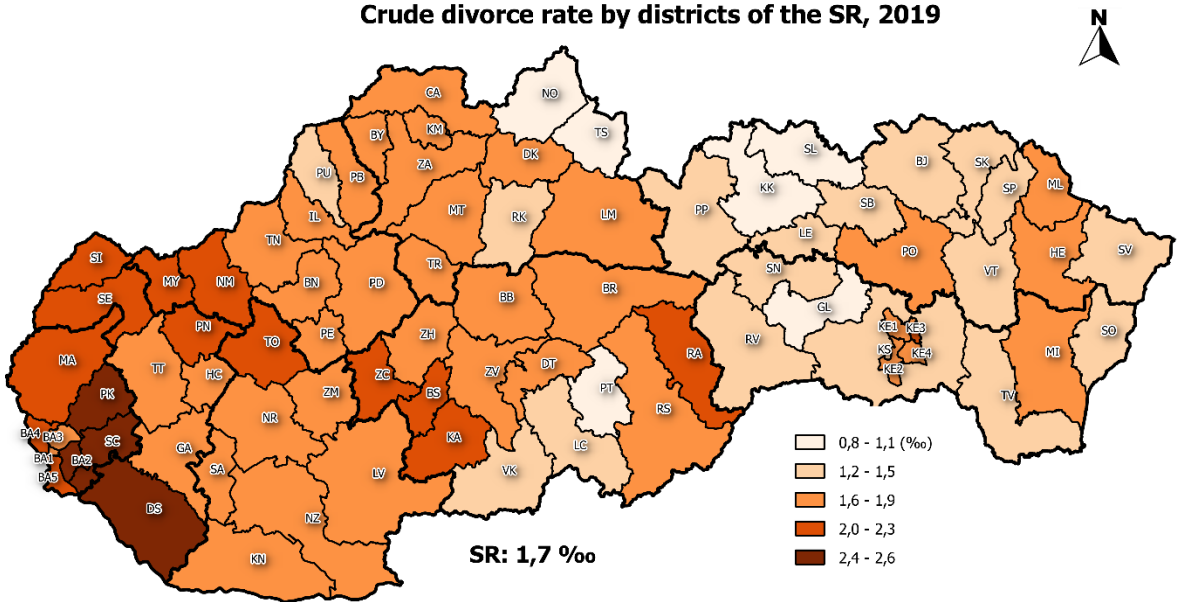 Crude divorce rate by districts of the SR, 2019
N
CA
NO
TS
BY
KM
PU
PB
ZA
DK
SL
BJ
SK
SP
ML
KK
IL
MT
RK
LM
PP
SB
LE
TN
PO
HE
SV
VT
SI
MY
NM
BN
PD
TR
SN
SE
BB
BR
GL
SO
PN
PE
ZH
TO
RV
KE1
KE3
KS
KE4
KE2
MI
MA
TT
HC
ZC
ZV
DT
RA
PT
PK
ZM
BS
NR
RS
TV
BA4
BA3
SC
KA
BA1
BA2
GA
SA
LV
VK
LC
BA5
DS
NZ
KN
0,8 - 1,1 (‰)
1,2 - 1,5
1,6 - 1,9
2,0 - 2,3
2,4 - 2,6
SR: 1,7 ‰